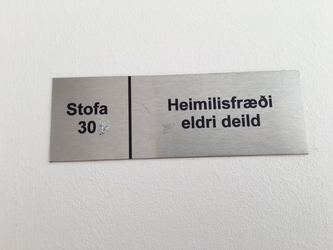 Stofa
30
Heimilisfræði
eldri deild